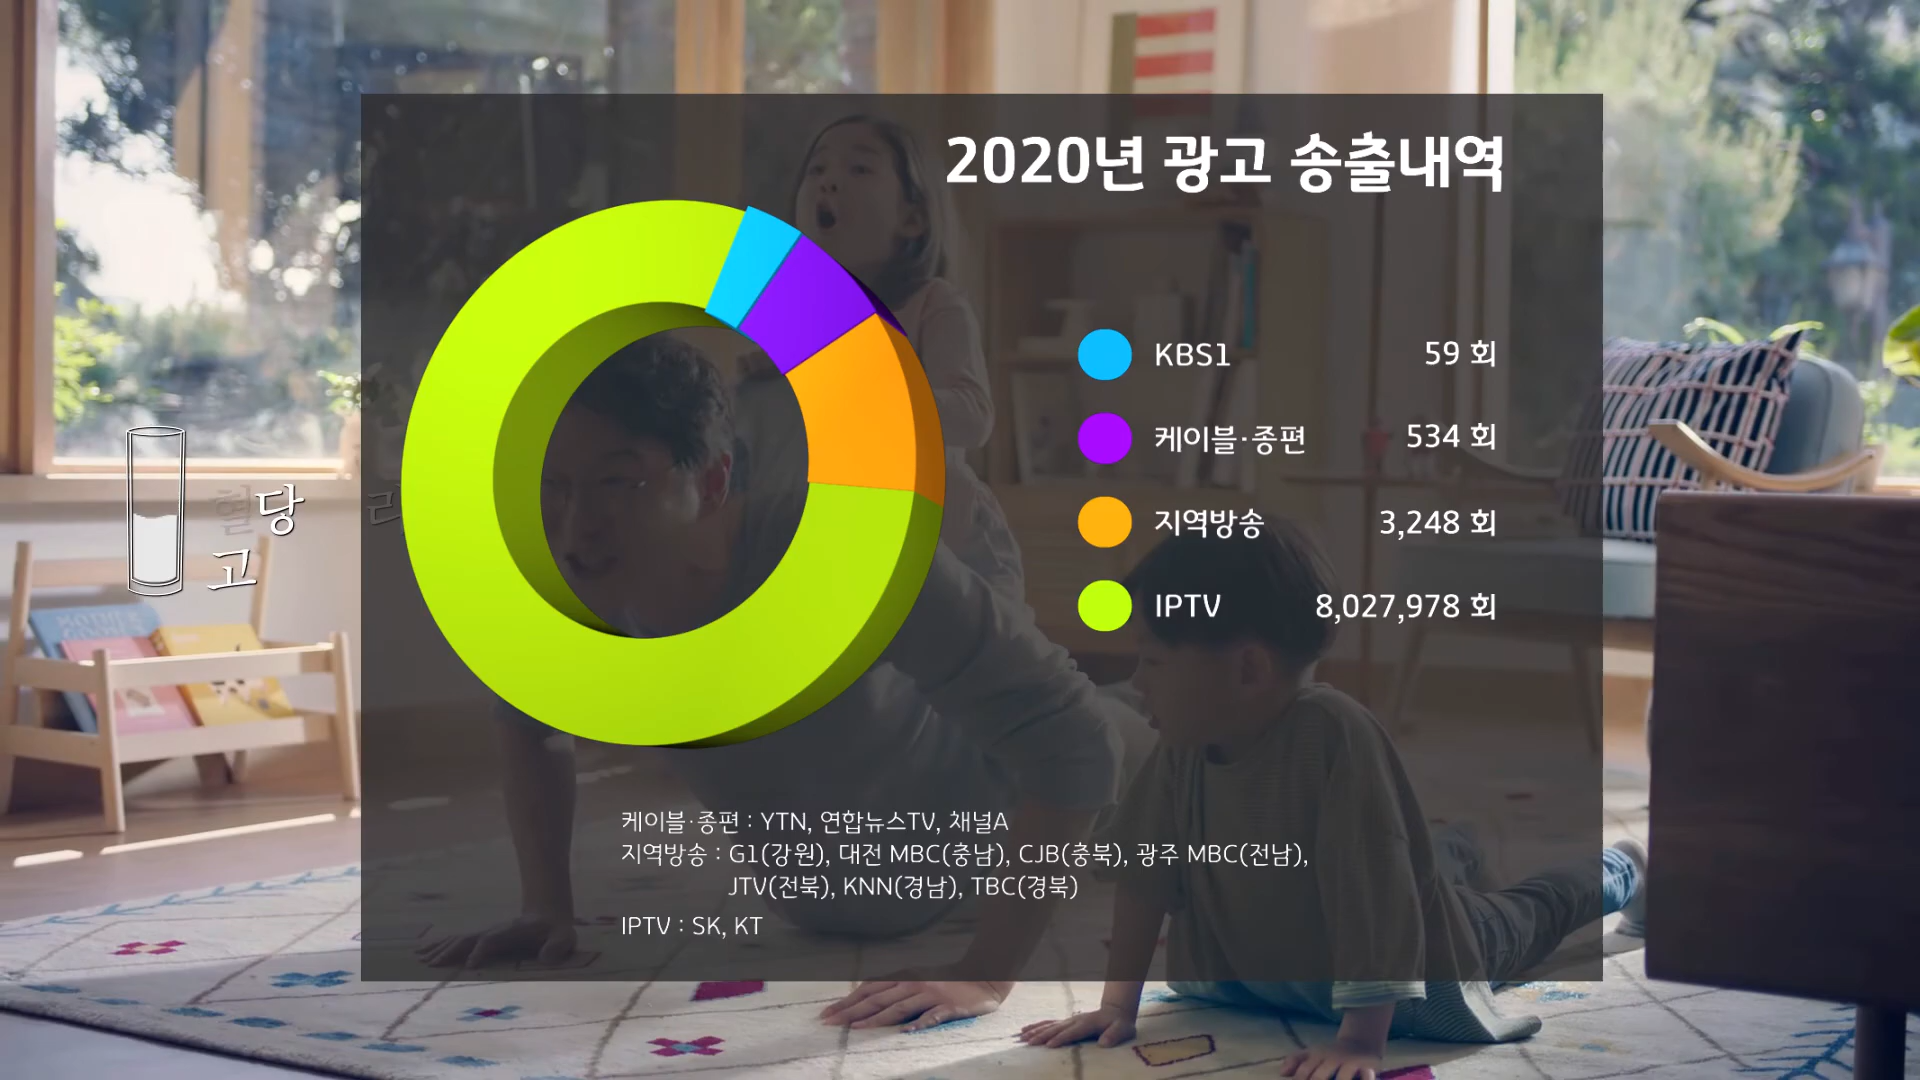 2020년 광고 송출내역
KBS1 59 회
케이블·종편 534 회
지역방송 3,248 회
IPTV 8,027,978 회
당
고
케이블·종편 : YTN, 연합뉴스TV, 채널A
지역방송 : G1(강원), 대전 MBC(충남), CJB(충북), 광주 MBC(전남),
JTV(전북), KNN(경남), TBC(경북)
IPTV : SK, KT